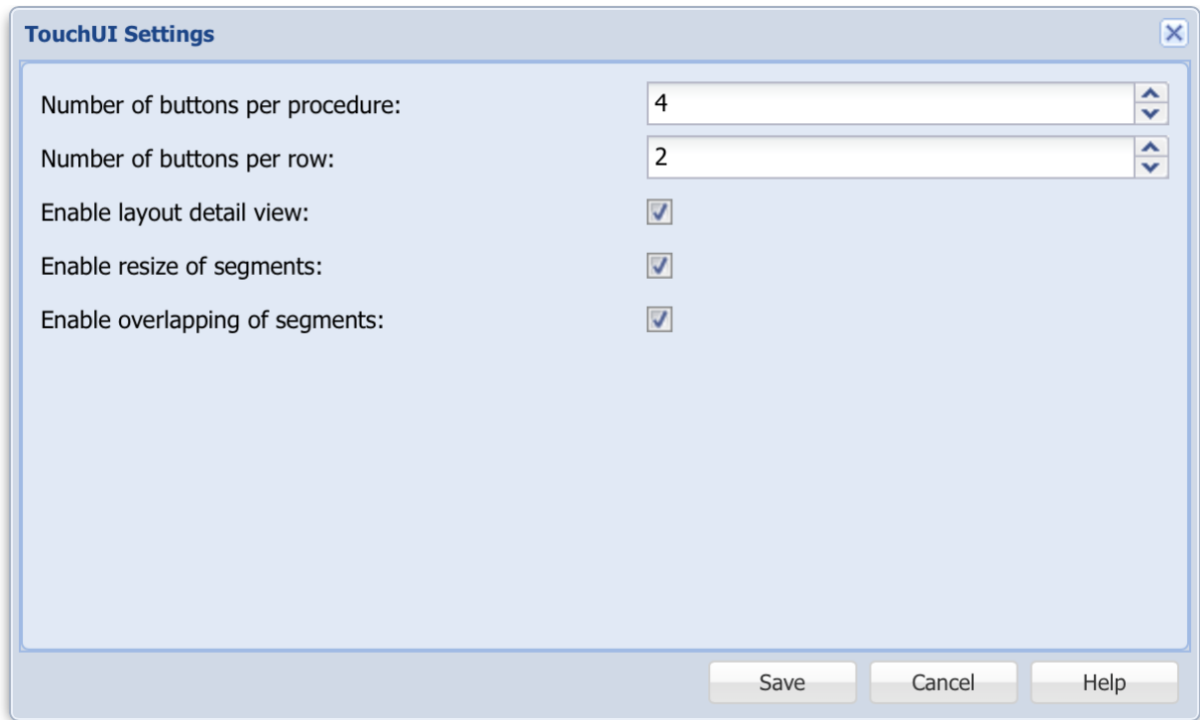 TouchUI Settings
Number of buttons per procedure: 4
Number of buttons per row: 2
Enable layout detail view:
Enable resize of segments:
Enable overlapping of segments:
Save Cancel Help